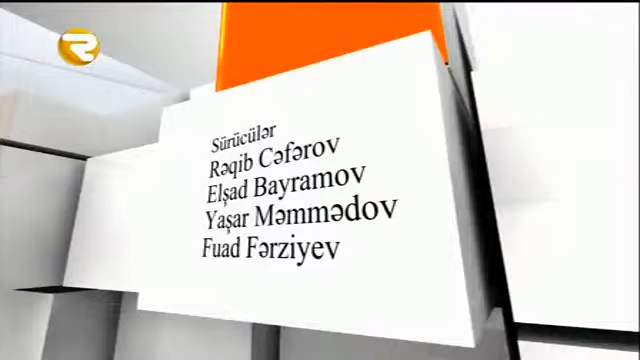 Sürücülər
Rəqib Cəfərov
Elşad Bayramov
Yaşar Məmmədov
Fuad Fərziyev